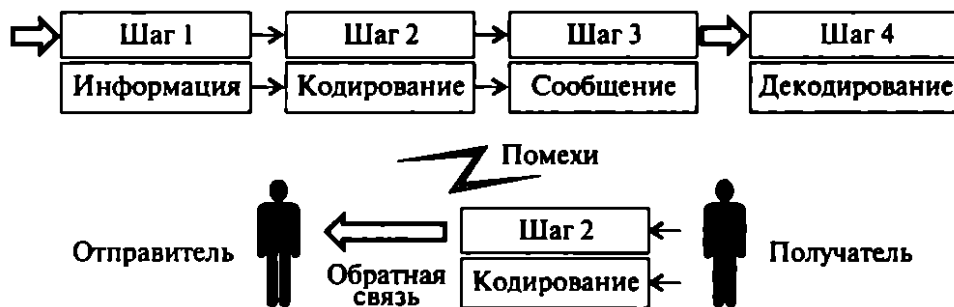 Шаг 1
Шаг 2
Шаг 3
Шаг 4
Информация
Кодирование
Сообщение
Декодирование
Помехи
Отправитель
Обратная
связь
Шаг 2
Кодирование
Получатель